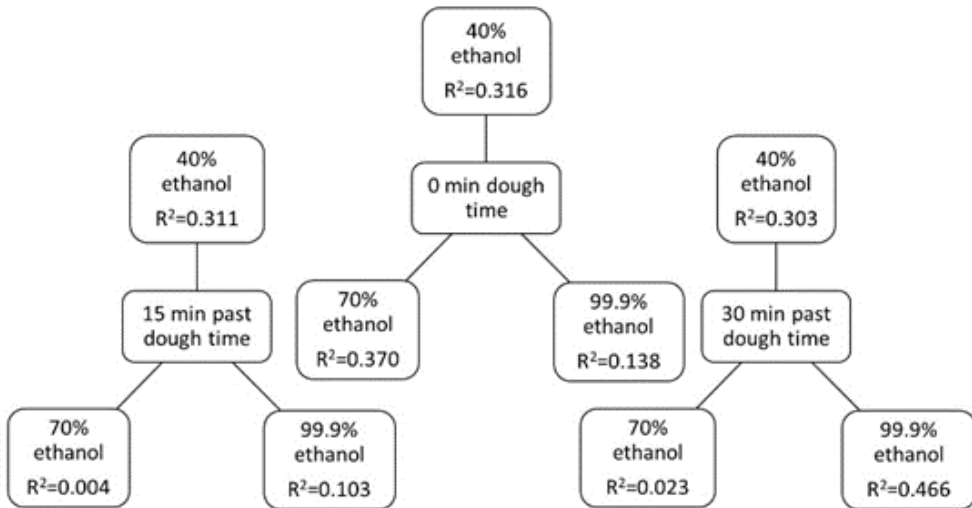 40%
ethanol
R²=0.316
0 min dough
time
70%
ethanol
R²=0.370
99.9%
ethanol
R²=0.138
40%
ethanol
R²=0.311
15 min past
dough time
70%
ethanol
R²=0.004
99.9%
ethanol
R²=0.103
40%
ethanol
R²=0.303
30 min past
dough time
70%
ethanol
R²=0.023
99.9%
ethanol
R²=0.466